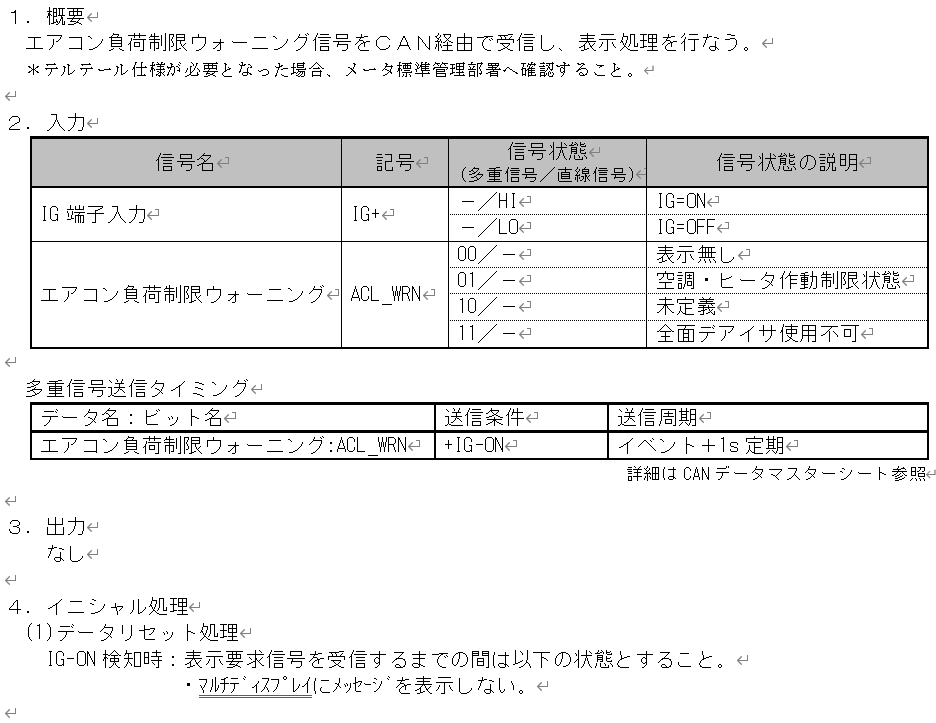 １．概要
エアコン負荷制限ウォーニング信号をＣＡＮ経由で受信し、表示処理を行なう。
＊テルテール仕様が必要となった場合、メータ標準管理部署へ確認すること。
２．入力
信号名 記号 信号状態 信号状態の説明
(多重信号／直線信号)
IG 端子入力 IG+ －／HI IG=ON
－／LO IG=OFF
エアコン負荷制限ウォーニング ACL_WRN 00／－ 表示無し
01／－ 空調・ヒータ作動制限状態
10／－ 未定義
11／－ 全面デアイサ使用不可
多重信号送信タイミング
データ名：ビット名 送信条件 送信周期
エアコン負荷制限ウォーニング:ACL_WRN +IG-ON イベント＋1s 定期
詳細は CAN データマスターシート参照
３．出力
なし
４．イニシャル処理
(1)データリセット処理
IG-ON 検知時：表示要求信号を受信するまでの間は以下の状態とすること。
・ﾏﾙﾁﾃﾞｨｽﾌﾟﾚｲにﾒｯｾｰｼﾞを表示しない。